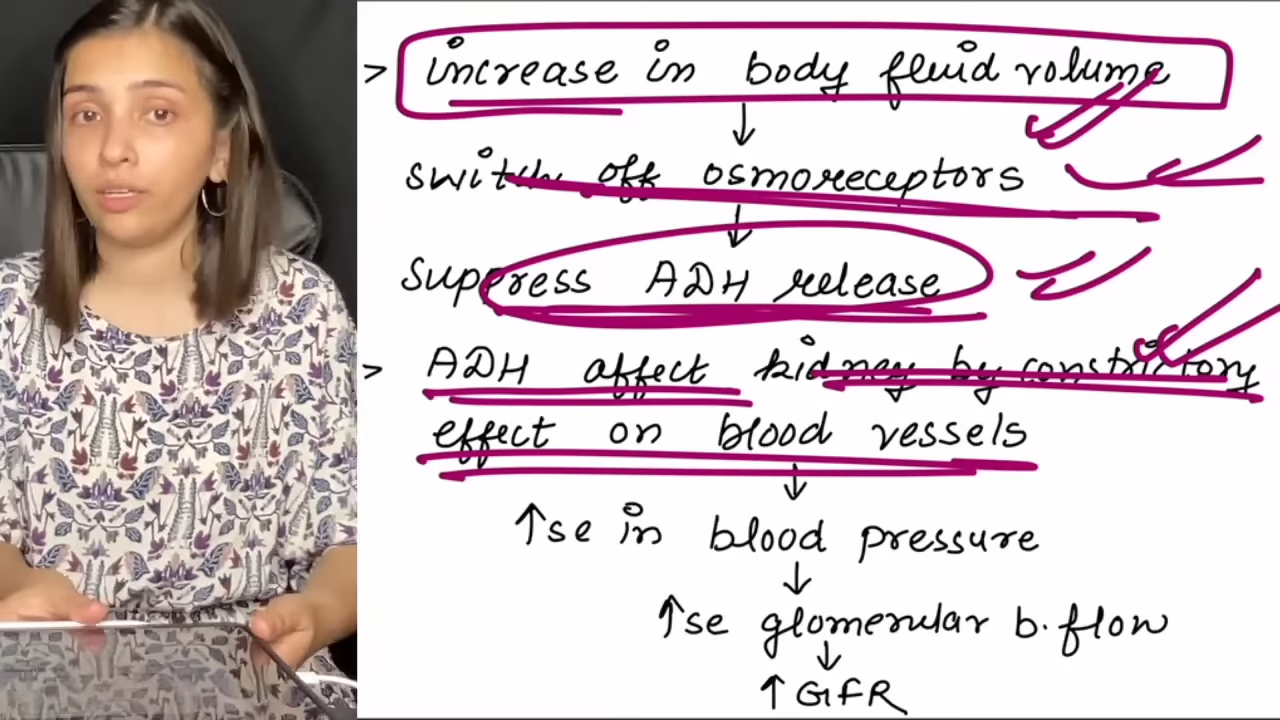 > increase in body fluid volume
↓
switch off osmoreceptors
↓
suppress ADH release
> ADH affect kidney by constrictory
effect on blood vessels
↓
↑se in blood pressure
↓
↑se glomerular b. flow
↓
↑ GFR